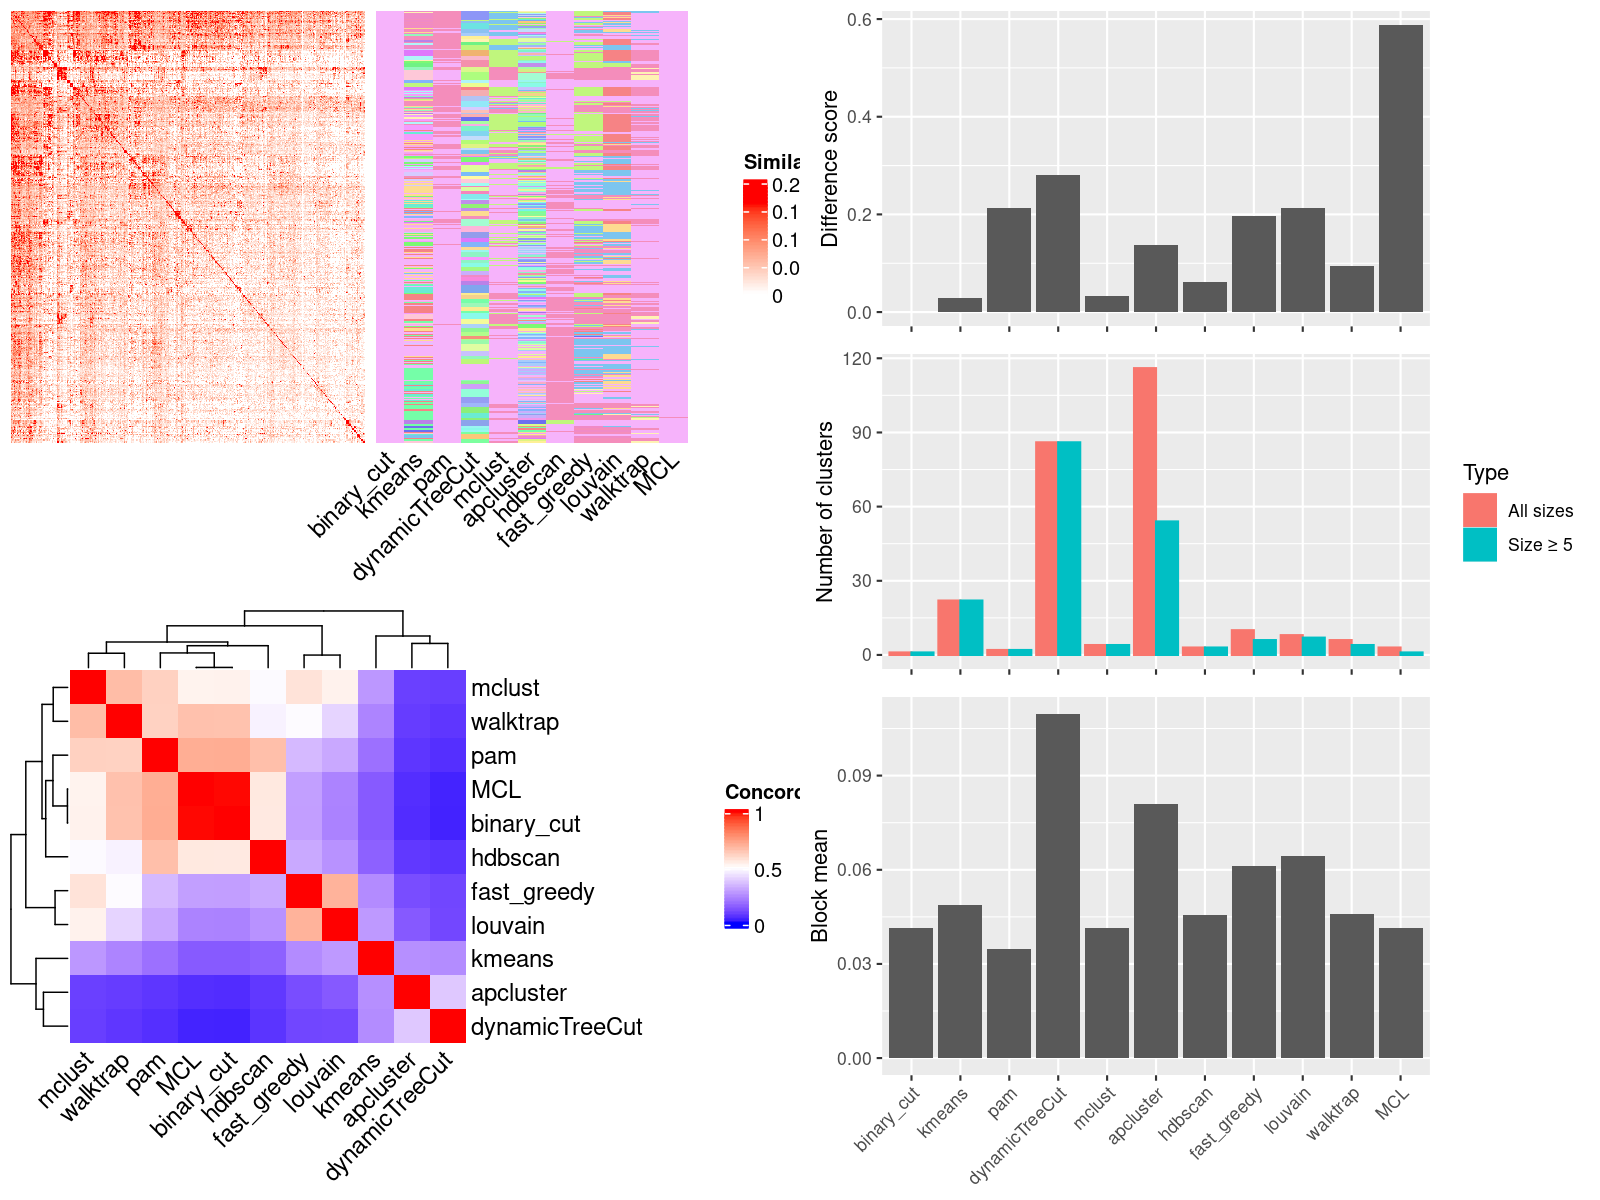 Simila
0.2
0.1
0.1
0.0
0
binary_cut
kmeans
pam
dynamicTreeCut
mclust
apcluster
hdbscan
fast_greedy
louvain
walktrap
MCL
mclust
walktrap
pam
MCL
binary_cut
hdbscan
fast_greedy
louvain
kmeans
apcluster
dynamicTreeCut
mclust
walktrap
pam
MCL
binary_cut
hdbscan
fast_greedy
louvain
kmeans
apcluster
dynamicTreeCut
Concord
1
0.5
0
Difference score
0.6
0.4
0.2
0.0
Number of clusters
120
90
60
30
0
Type
All sizes
Size ≥ 5
Block mean
0.09
0.06
0.03
0.00
binary_cut
kmeans
pam
dynamicTreeCut
mclust
apcluster
hdbscan
fast_greedy
louvain
walktrap
MCL